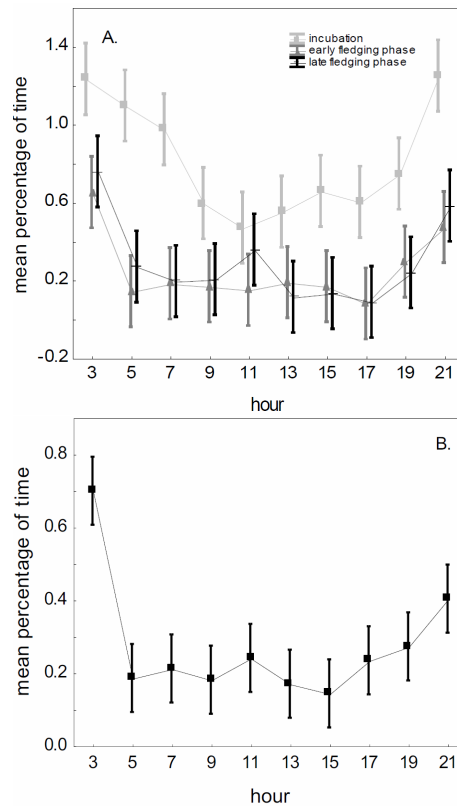 A.
incubation
early fledging phase
late fledging phase
1.4
1.0
0.6
0.2
-0.2
mean percentage of time
3 5 7 9 11 13 15 17 19 21
hour
B.
0.8
0.6
0.4
0.2
0.0
mean percentage of time
3 5 7 9 11 13 15 17 19 21
hour